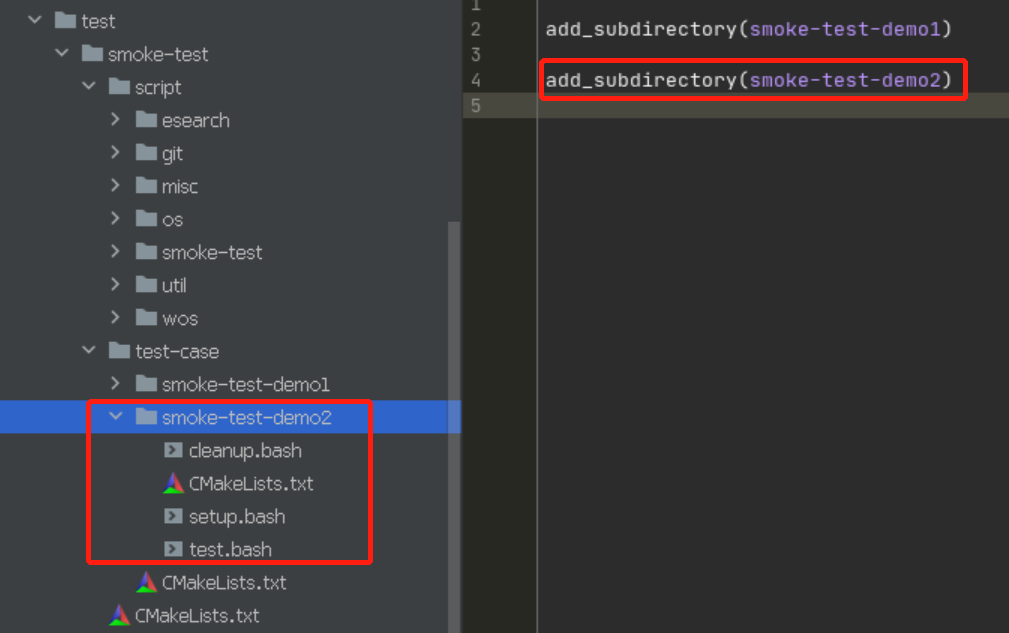 test
smoke-test
script
esearch
git
misc
os
smoke-test
util
wos
test-case
smoke-test-demo1
smoke-test-demo2
cleanup.bash
CMakeLists.txt
setup.bash
test.bash
CMakeLists.txt
CMakeLists.txt
1
2 add_subdirectory(smoke-test-demo1)
3
4 add_subdirectory(smoke-test-demo2)
5